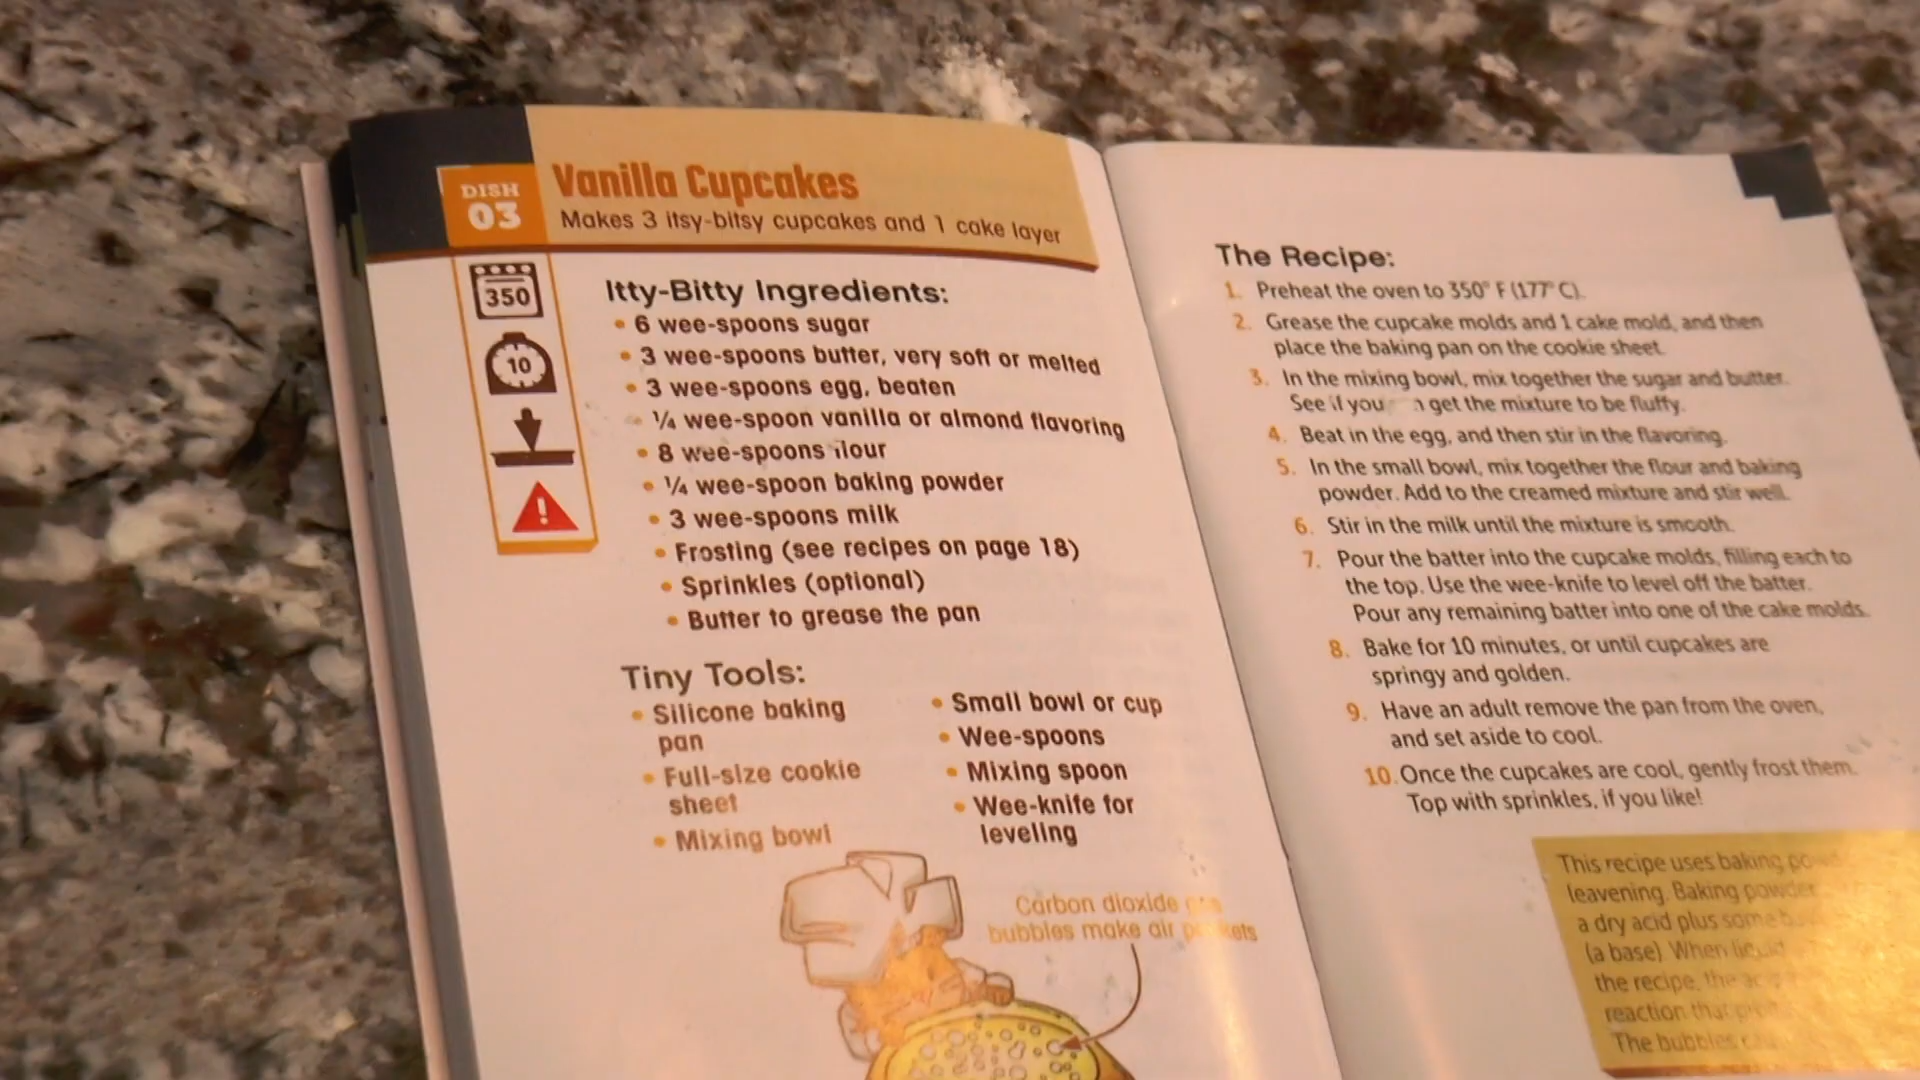 DISH
03
Vanilla Cupcakes
Makes 3 itsy-bitsy cupcakes and 1 cake layer
350
10
Itty-Bitty Ingredients:
• 6 wee-spoons sugar
• 3 wee-spoons butter, very soft or melted
• 3 wee-spoons egg, beaten
• ¼ wee-spoon vanilla or almond flavoring
• 8 wee-spoons flour
• ¼ wee-spoon baking powder
• 3 wee-spoons milk
• Frosting (see recipes on page 18)
• Sprinkles (optional)
• Butter to grease the pan
Tiny Tools:
• Silicone baking
pan
• Full-size cookie
sheet
• Mixing bowl
• Small bowl or cup
• Wee-spoons
• Mixing spoon
• Wee-knife for
leveling
Carbon dioxide
bubbles make air pockets
The Recipe:
1. Preheat the oven to 350° F (177° C).
2. Grease the cupcake molds and 1 cake mold, and then
place the baking pan on the cookie sheet.
3. In the mixing bowl, mix together the sugar and butter.
See if you get the mixture to be fluffy.
4. Beat in the egg, and then stir in the flavoring.
5. In the small bowl, mix together the flour and baking
powder. Add to the creamed mixture and stir well.
6. Stir in the milk until the mixture is smooth.
7. Pour the batter into the cupcake molds, filling each to
the top. Use the wee-knife to level off the batter.
Pour any remaining batter into one of the cake molds.
8. Bake for 10 minutes, or until cupcakes are
springy and golden.
9. Have an adult remove the pan from the oven,
and set aside to cool.
10. Once the cupcakes are cool, gently frost them.
Top with sprinkles, if you like!
This recipe uses baking
leavening. Baking powder
a dry acid plus some
(a base). When liquid
the recipe, the
reaction that
The bubbles